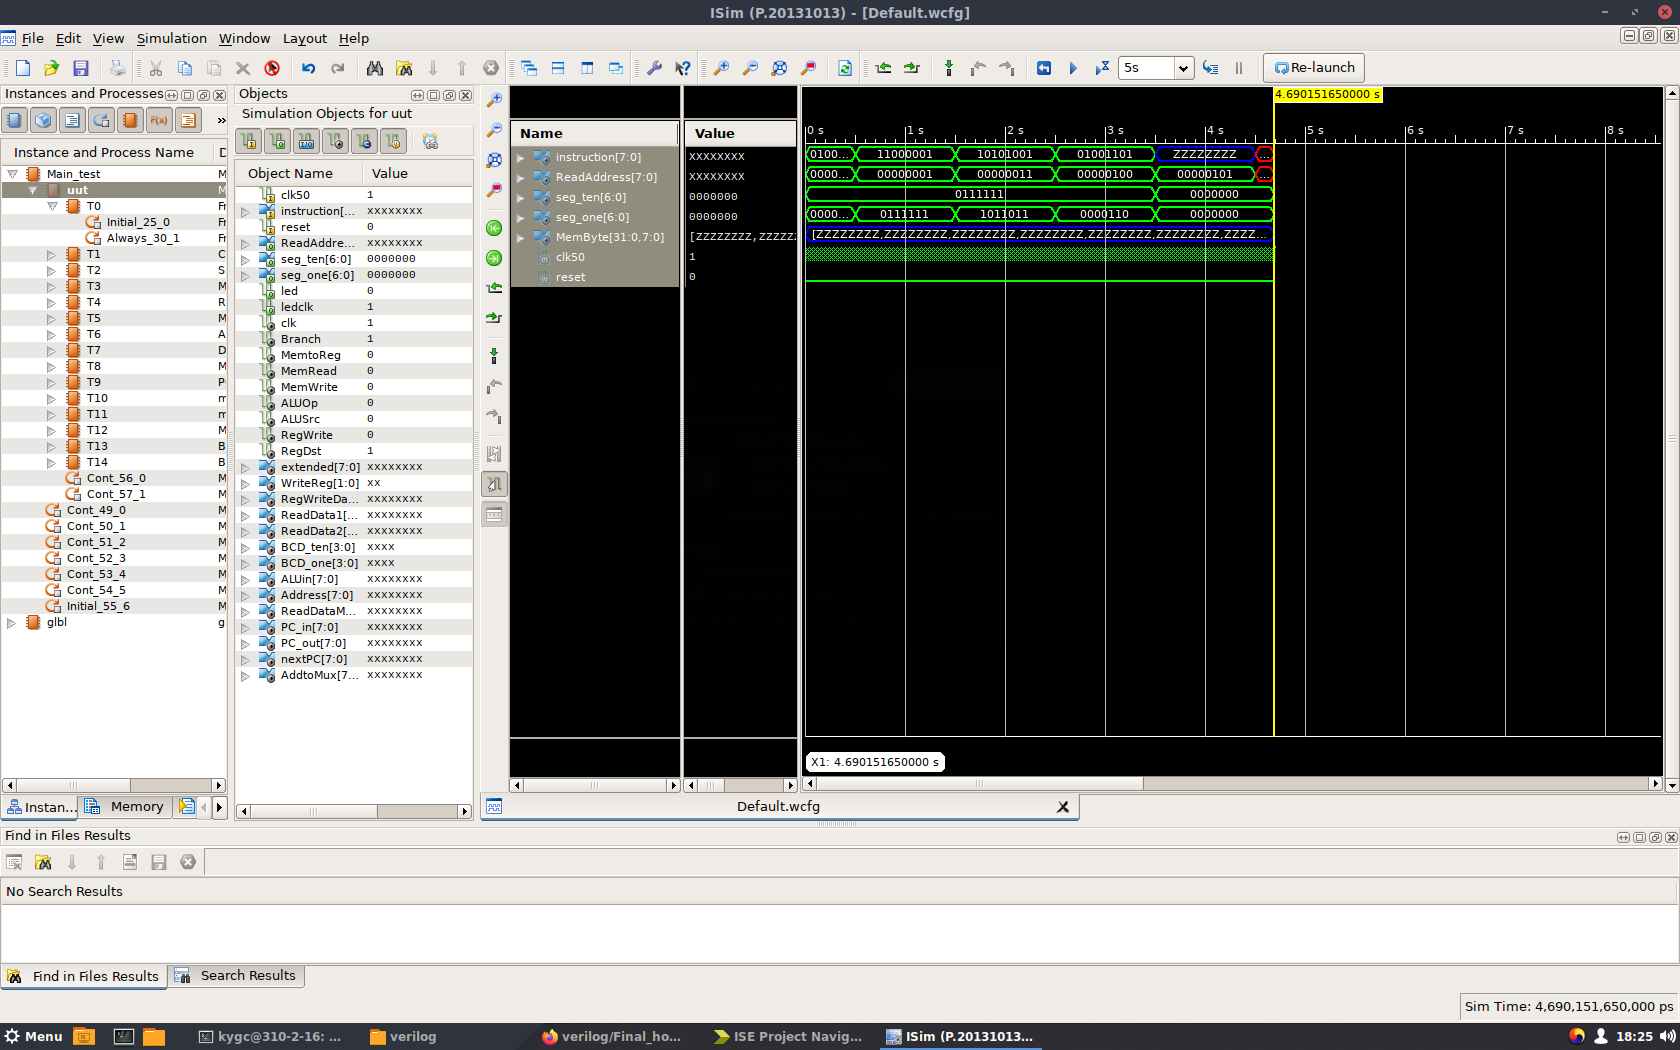 ISim (P.20131013) - [Default.wcfg]
File Edit View Simulation Window Layout Help
5s
Re-launch
Instances and Processes
Objects
Simulation Objects for uut
f(x)
»
Instance and Process Name
D
Main_test M
uut M
T0 Fr
Initial_25_0 Fr
Always_30_1 Fr
T1 C
T2 S
T3 M
T4 R
T5 M
T6 A
T7 D
T8 M
T9 P
T10 m
T11 m
T12 M
T13 B
T14 B
Cont_56_0 M
Cont_57_1 M
Cont_49_0 M
Cont_50_1 M
Cont_51_2 M
Cont_52_3 M
Cont_53_4 M
Cont_54_5 M
Initial_55_6 M
glbl g
Instan...
Memory
Object Name Value
clk50 1
instruction[... xxxxxxxx
reset 0
ReadAddre... xxxxxxxx
seg_ten[6:0] 0000000
seg_one[6:0] 0000000
led 0
ledclk 1
clk 1
Branch 1
MemtoReg 0
MemRead 0
MemWrite 0
ALUOp 0
ALUSrc 0
RegWrite 0
RegDst 1
extended[7:0] xxxxxxxx
WriteReg[1:0] xx
RegWriteDa... xxxxxxxx
ReadData1[... xxxxxxxx
ReadData2[... xxxxxxxx
BCD_ten[3:0] xxxx
BCD_one[3:0] xxxx
ALUin[7:0] xxxxxxxx
Address[7:0] xxxxxxxx
ReadDataM... xxxxxxxx
PC_in[7:0] xxxxxxxx
PC_out[7:0] xxxxxxxx
nextPC[7:0] xxxxxxxx
AddtoMux[7... xxxxxxxx
Name Value
instruction[7:0] xxxxxxxx
ReadAddress[7:0] xxxxxxxx
seg_ten[6:0] 0000000
seg_one[6:0] 0000000
MemByte[31:0,7:0] [ZZZZZZZZ,ZZZZZZ
clk50 1
reset 0
4.690151650000 s
0 s 1 s 2 s 3 s 4 s 5 s 6 s 7 s 8 s
0100... 11000001 10101001 01001101 ZZZZZZZZ ...
0000... 00000001 00000011 00000100 00000101 ...
0111111 0000000
0000... 0111111 1011011 0000110 0000000
[ZZZZZZZZ,ZZZZZZZZ,ZZZZZZZZ,ZZZZZZZZ,ZZZZZZZZ,ZZZZZZZZ,ZZZZ...
X1: 4.690151650000 s
Default.wcfg
Find in Files Results
No Search Results
Find in Files Results
Search Results
Sim Time: 4,690,151,650,000 ps
Menu
kygc@310-2-16: ...
verilog
verilog/Final_ho...
ISE Project Navig...
ISim (P.20131013...
18:25